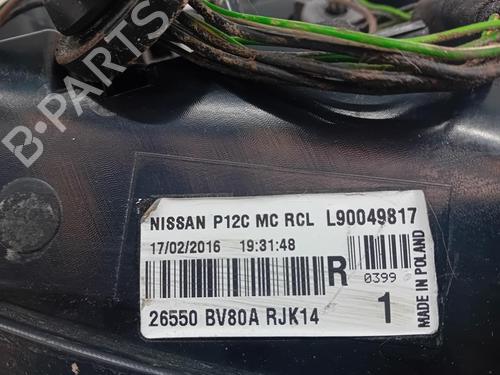 B-PARTS
NISSAN P12C MC RCL L90049817
17/02/2016 19:31:48
R
0399
26550 BV80A RJK14
1
MADE IN POLAND